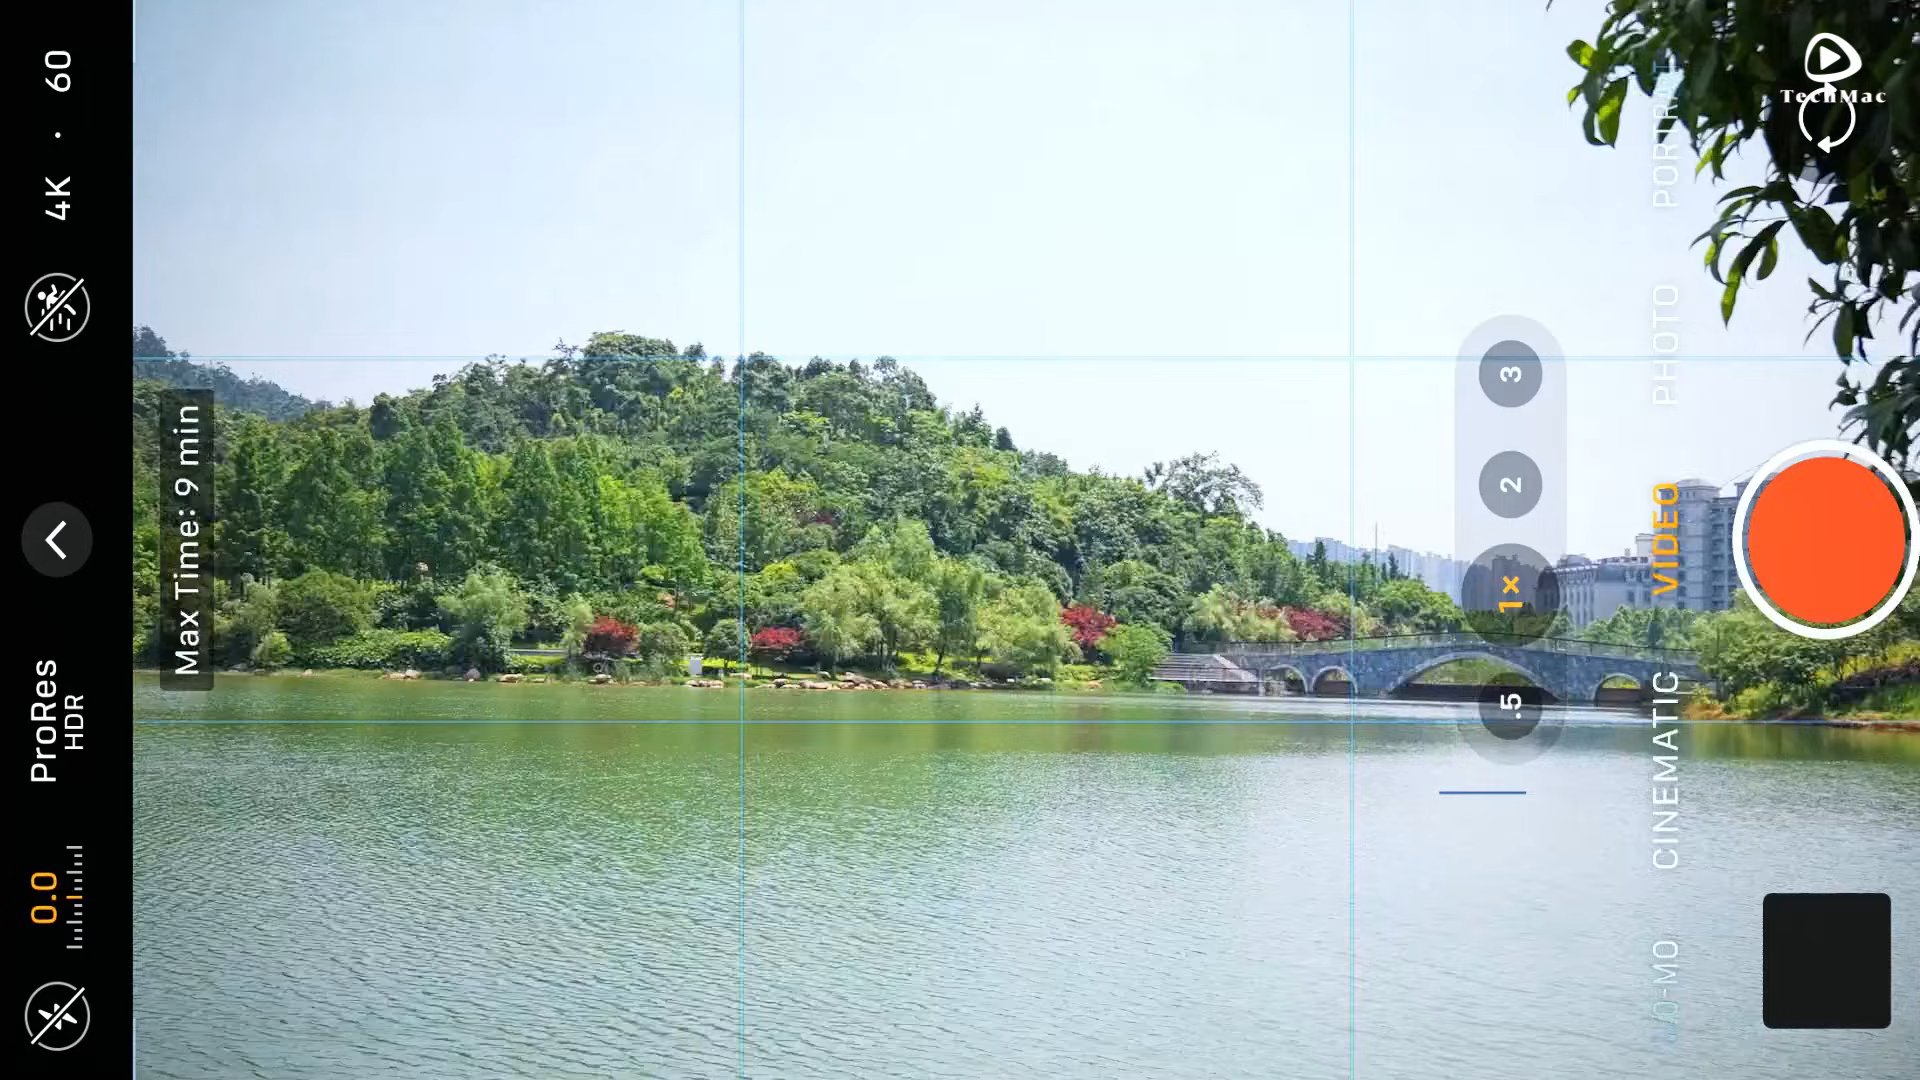 4K · 60
Max Time: 9 min
ProRes
HDR
0.0
3
2
1×
.5
PORTRAIT
PHOTO
VIDEO
CINEMATIC
TechMac